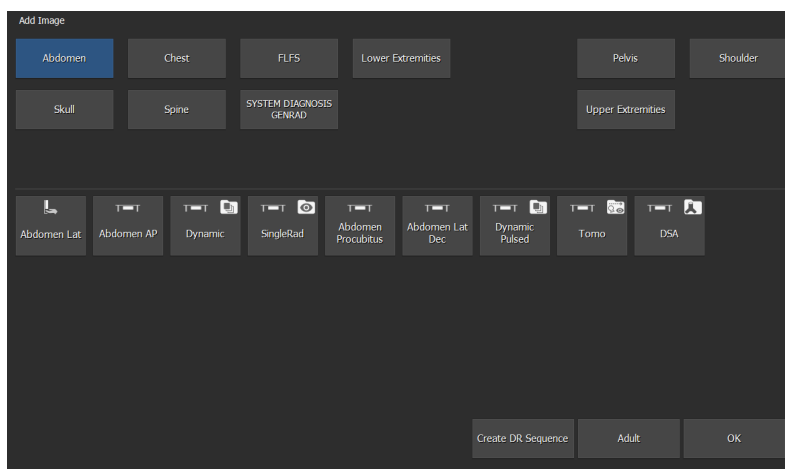 Add Image
Abdomen
Chest
FLFS
Lower Extremities
Pelvis
Shoulder
Skull
Spine
SYSTEM DIAGNOSIS
GENRAD
Upper Extremities
Abdomen Lat
Abdomen AP
Dynamic
SingleRad
Abdomen
Procubitus
Abdomen Lat
Dec
Dynamic
Pulsed
Tomo
DSA
Create DR Sequence
Adult
OK